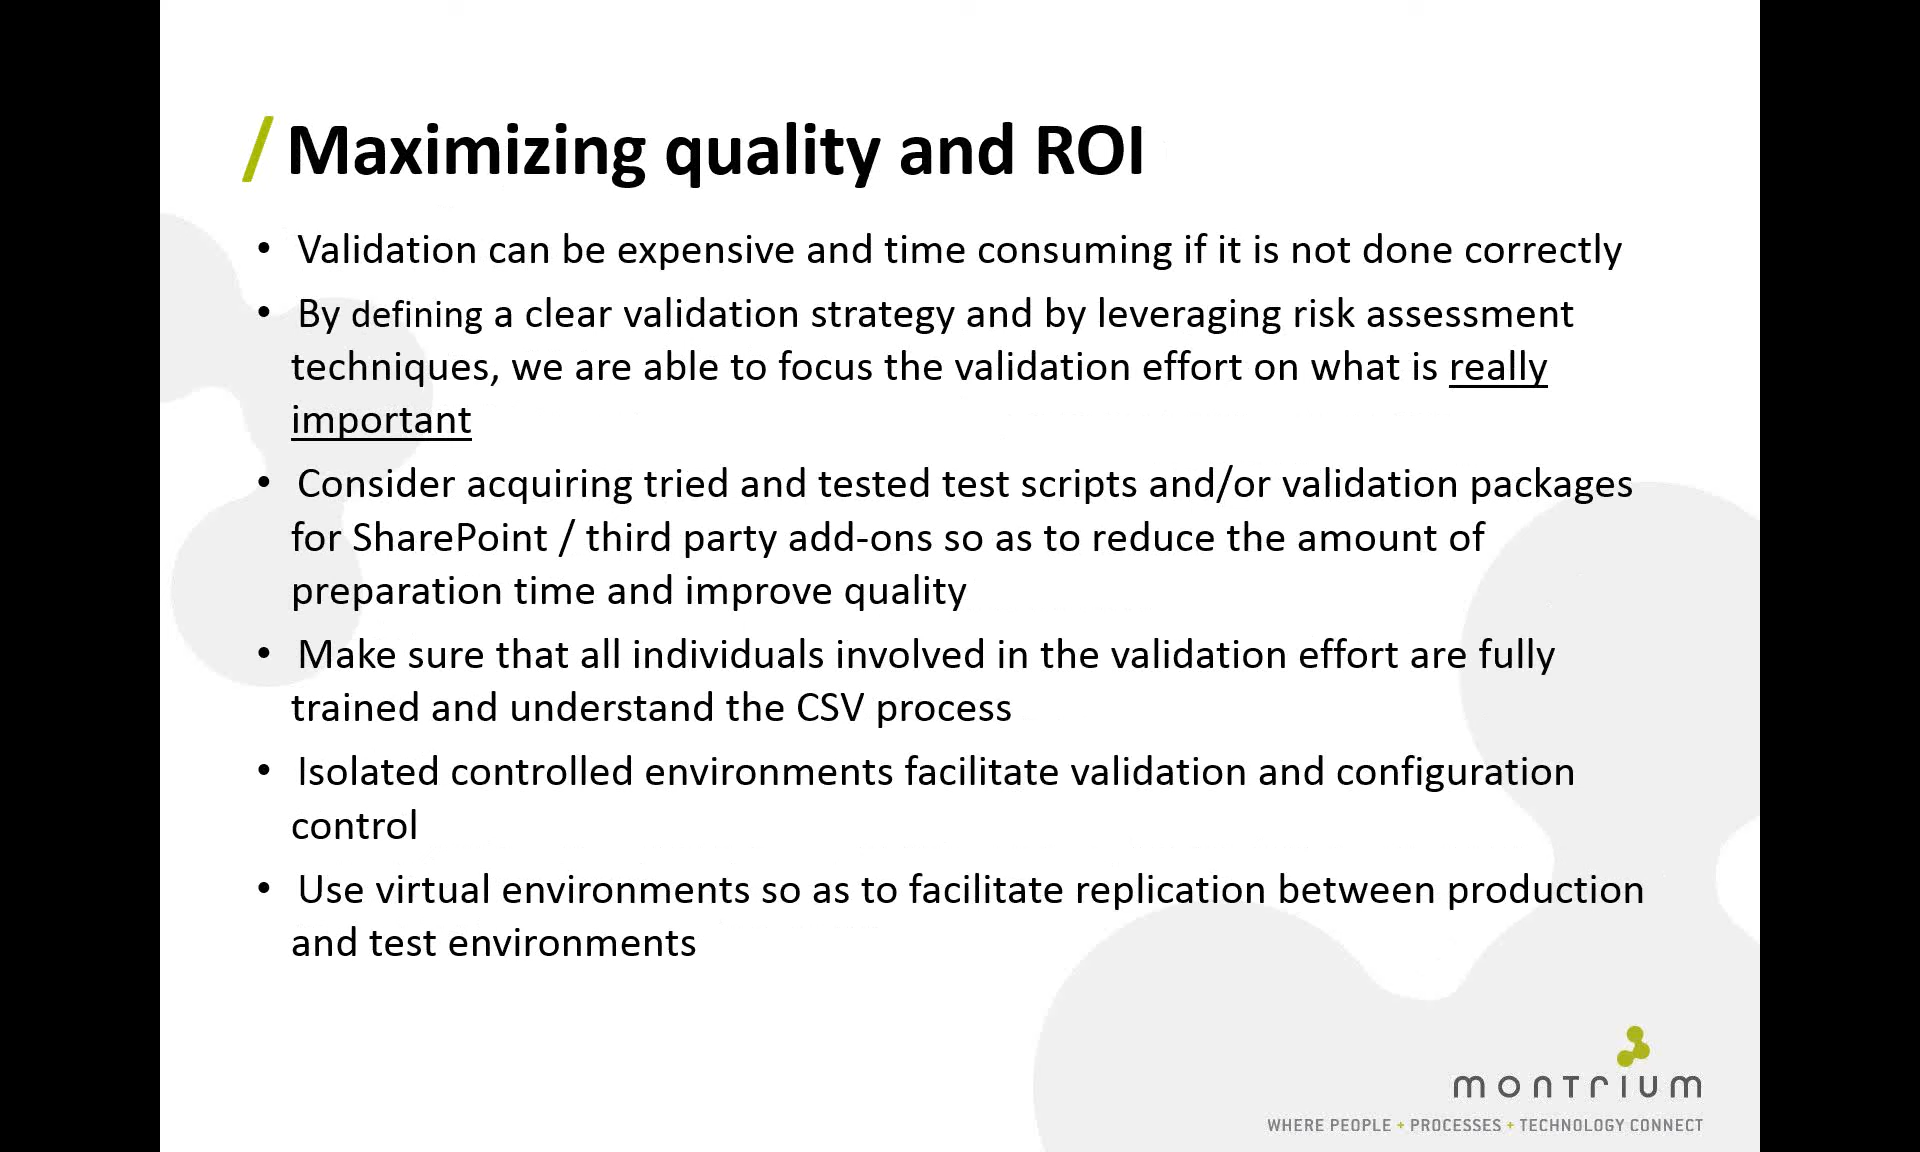 / Maximizing quality and ROI
• Validation can be expensive and time consuming if it is not done correctly
• By defining a clear validation strategy and by leveraging risk assessment
techniques, we are able to focus the validation effort on what is really
important
• Consider acquiring tried and tested test scripts and/or validation packages
for SharePoint / third party add-ons so as to reduce the amount of
preparation time and improve quality
• Make sure that all individuals involved in the validation effort are fully
trained and understand the CSV process
• Isolated controlled environments facilitate validation and configuration
control
• Use virtual environments so as to facilitate replication between production
and test environments
montrium
WHERE PEOPLE + PROCESSES + TECHNOLOGY CONNECT